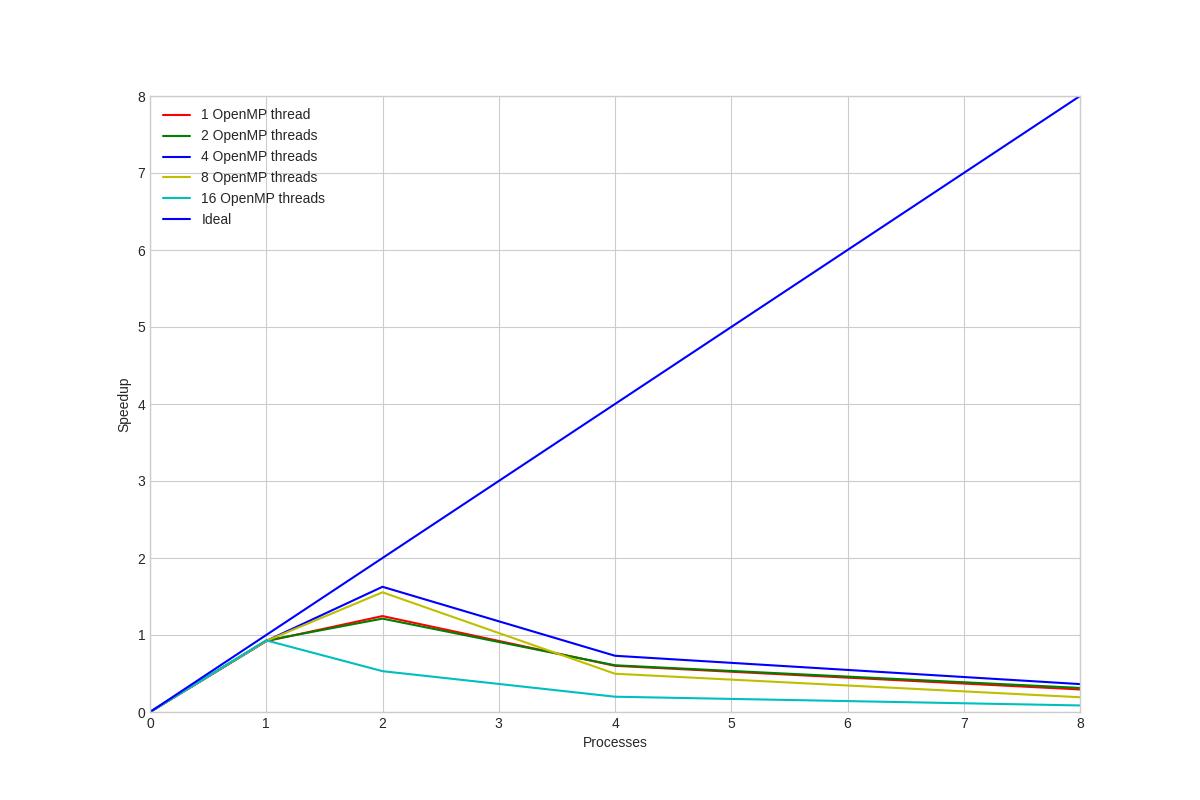 8
7
6
5
4
3
2
1
0
Speedup
1 OpenMP thread
2 OpenMP threads
4 OpenMP threads
8 OpenMP threads
16 OpenMP threads
Ideal
0 1 2 3 4 5 6 7 8
Processes